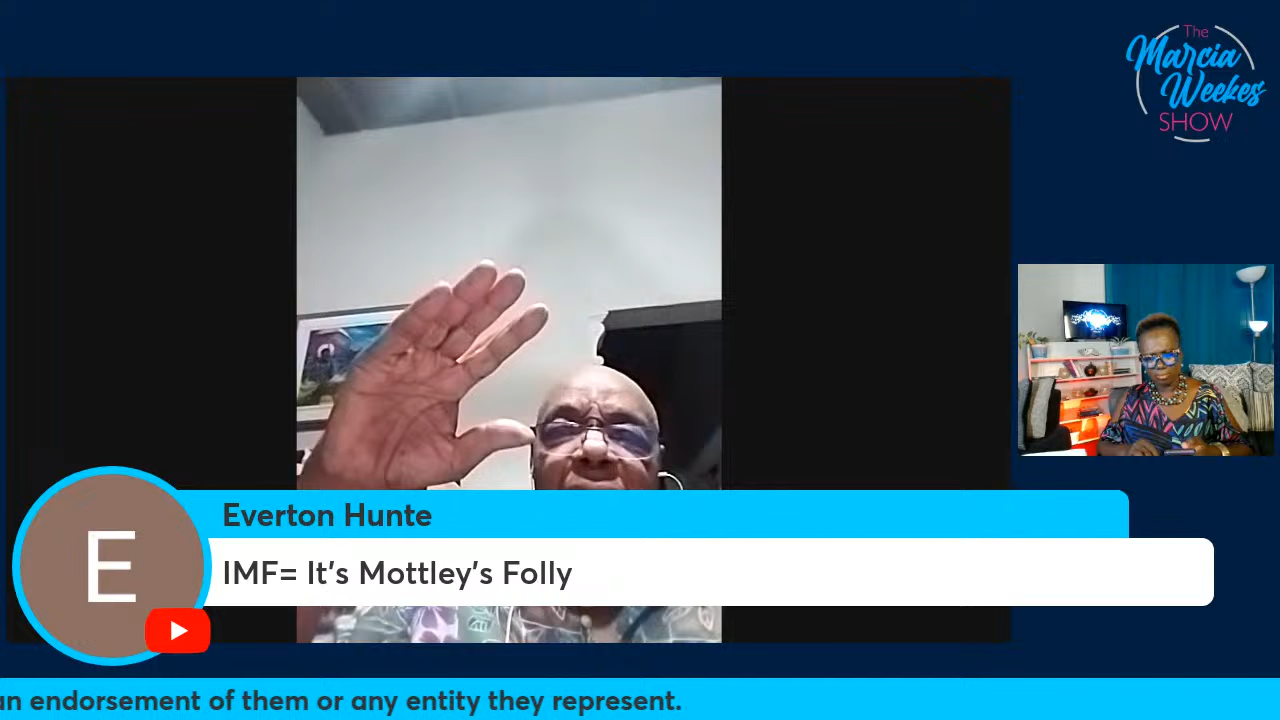 The
Marcia
Weekes
SHOW
Everton Hunte
E
IMF= It's Mottley's Folly
an endorsement of them or any entity they represent.